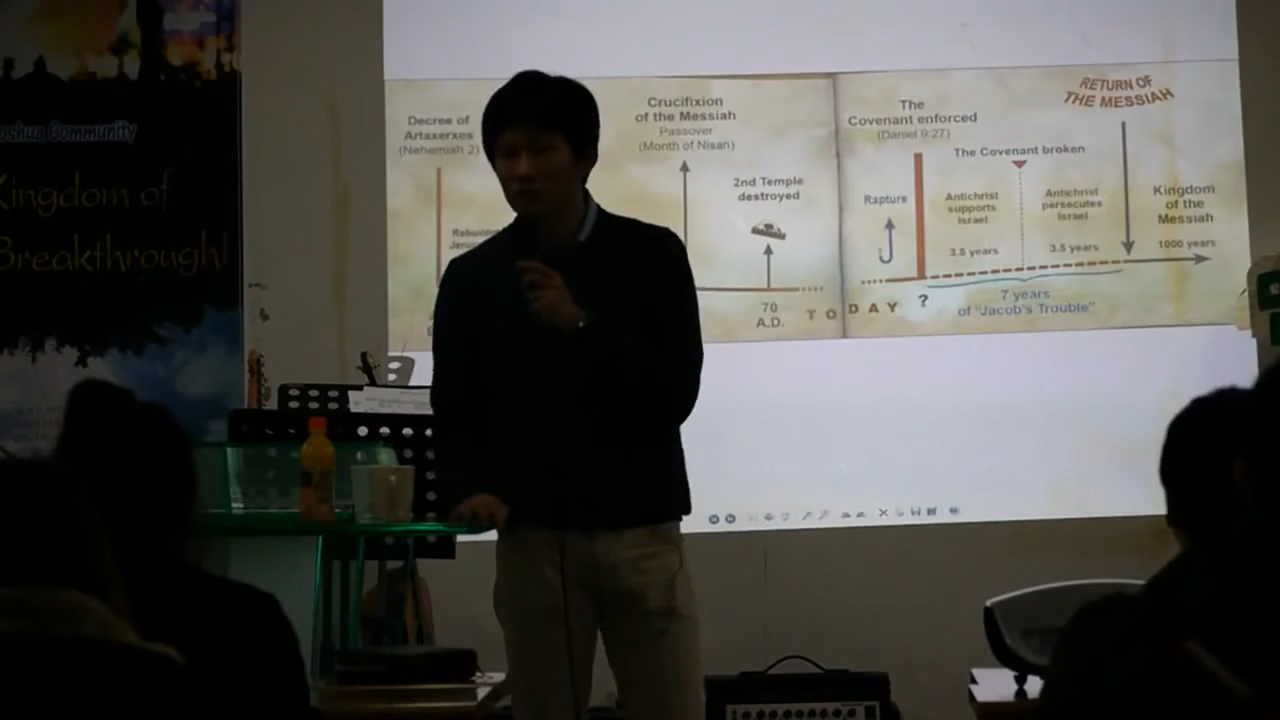 oshua Community
Kingdom of
Breakthrough!
Decree of
Artaxerxes
(Nehemiah 2)
Crucifixion
of the Messiah
Passover
(Month of Nisan)
2nd Temple
destroyed
70
A.D.
TODAY
?
Rapture
The
Covenant enforced
(Daniel 9:27)
The Covenant broken
Antichrist
supports
Israel
3.5 years
Antichrist
persecutes
Israel
3.5 years
7 years
of "Jacob's Trouble"
RETURN OF
THE MESSIAH
Kingdom
of the
Messiah
1000 years